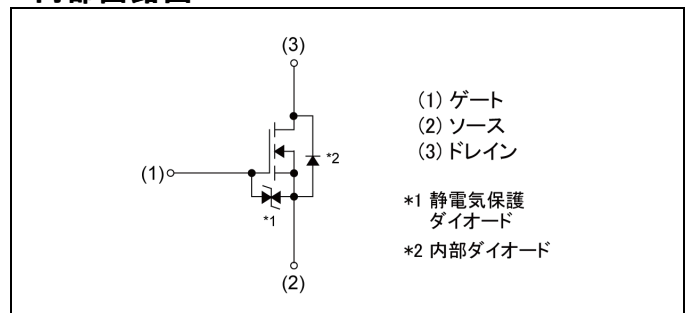 (3)
(1) ゲート
(2) ソース
(3) ドレイン
*2
(1)
*1 静電気保護
ダイオード
*1
*2 内部ダイオード
(2)